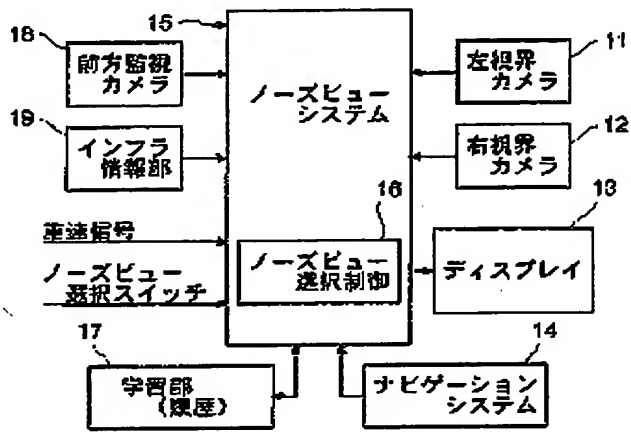 18
前方監視
カメラ
19
インフラ
情報部
車速信号
ノーズビュー
選択スイッチ
17
学習部
(履歴)
15
ノーズビュー
システム
16
ノーズビュー
選択制御
11
左視界
カメラ
12
右視界
カメラ
13
ディスプレイ
14
ナビゲーション
システム